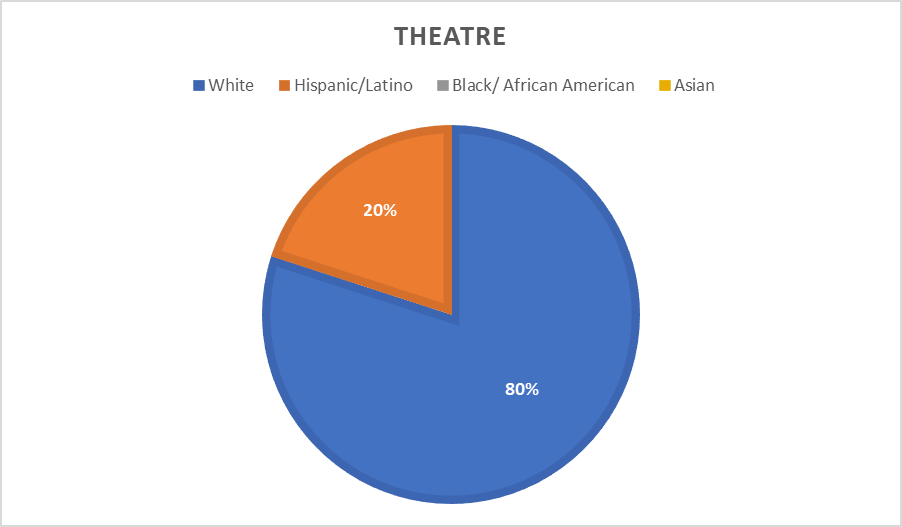 THEATRE
White Hispanic/Latino Black/ African American Asian
20%
80%